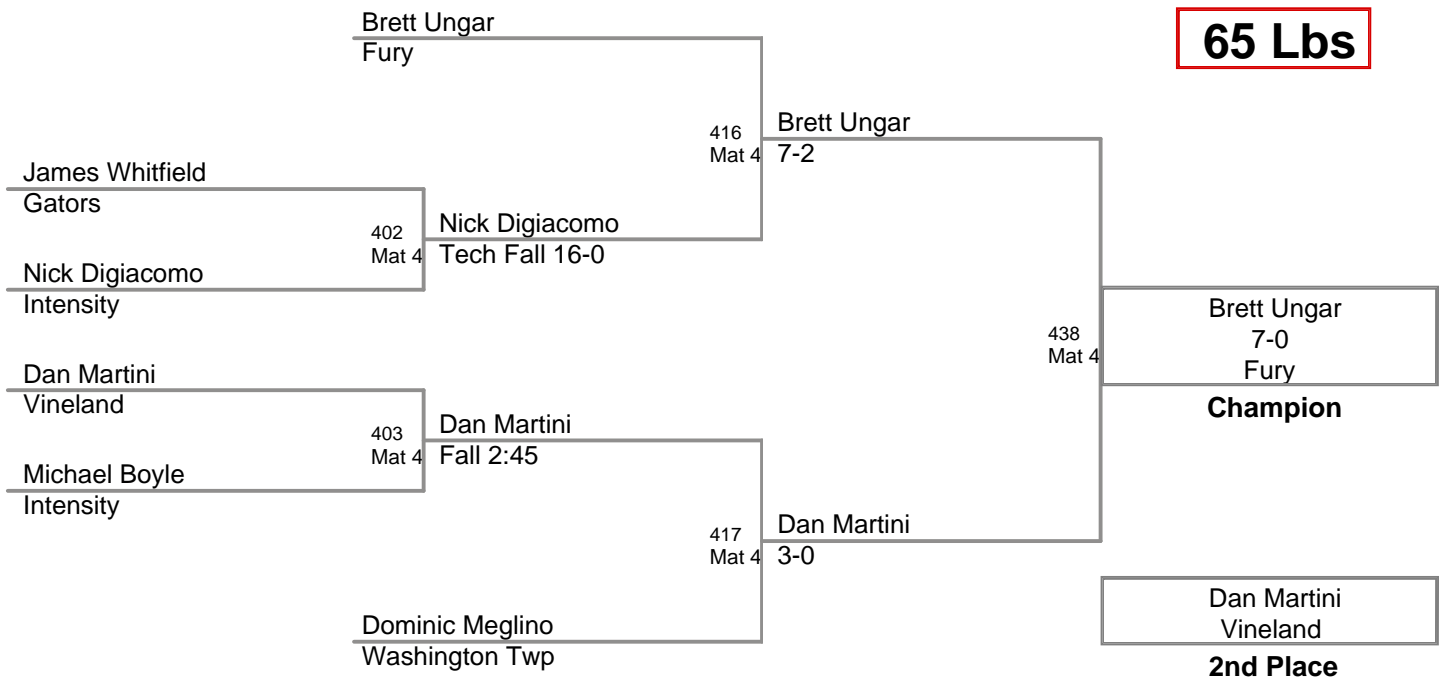 Brett Ungar
Fury
65 Lbs
416
Mat 4
Brett Ungar
7-2
James Whitfield
Gators
402
Mat 4
Nick Digiacomo
Tech Fall 16-0
Nick Digiacomo
Intensity
438
Mat 4
Brett Ungar
7-0
Fury
Champion
Dan Martini
Vineland
403
Mat 4
Dan Martini
Fall 2:45
Michael Boyle
Intensity
417
Mat 4
Dan Martini
3-0
Dominic Meglino
Washington Twp
Dan Martini
Vineland
2nd Place